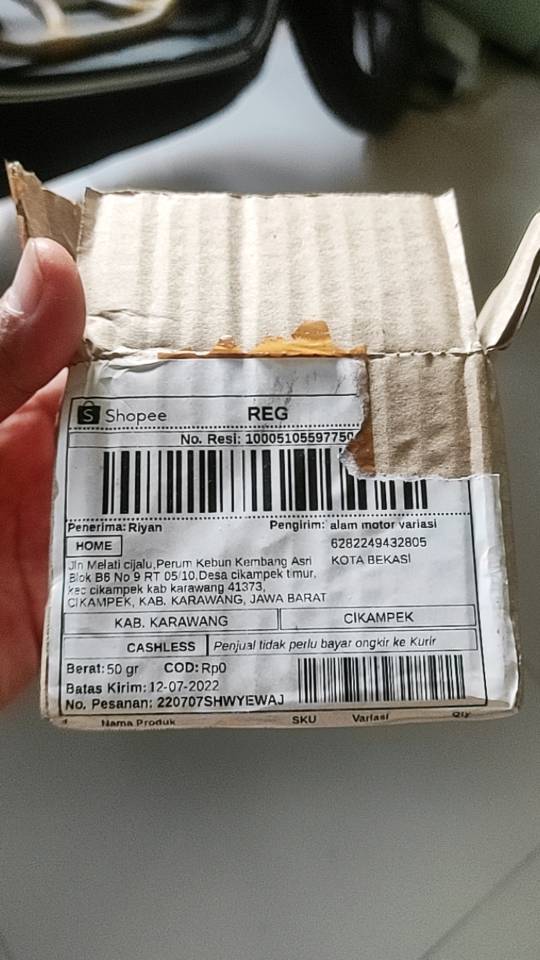 Shopee
REG
No. Resi: 10005105597750
Penerima: Riyan
Pengirim: alam motor variasi
HOME
6282249432805
Jln Melati cijalu,Perum Kebun Kembang Asri
KOTA BEKASI
Blok B6 No 9 RT 05/10,Desa cikampek timur,
kec cikampek kab karawang 41373,
CIKAMPEK, KAB. KARAWANG, JAWA BARAT
KAB. KARAWANG
CIKAMPEK
CASHLESS
Penjual tidak perlu bayar ongkir ke Kurir
Berat: 50 gr COD: Rp0
Batas Kirim: 12-07-2022
No. Pesanan: 220707SHWYEWAJ
# Nama Produk SKU Variasi Qty